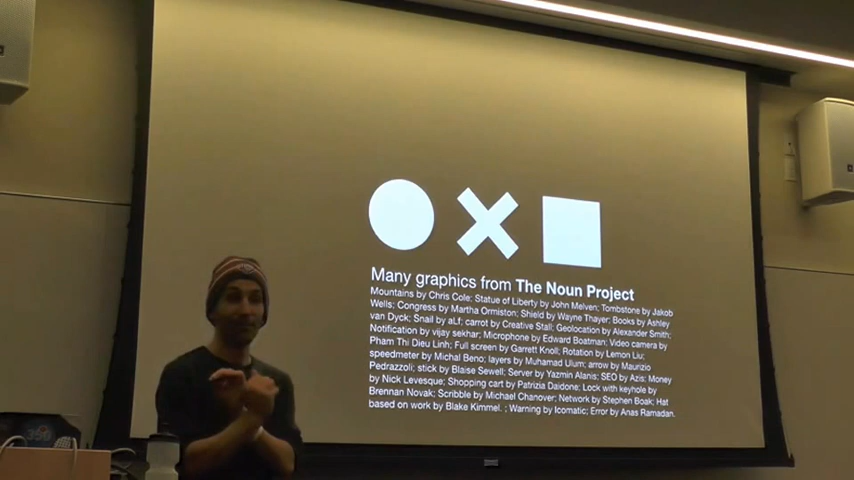 Many graphics from The Noun Project
Mountains by Chris Cole; Statue of Liberty by John Melven; Tombstone by Jakob
Wells; Congress by Martha Ormiston; Shield by Wayne Thayer; Books by Ashley
van Dyck; Snail by aLf; carrot by Creative Stall; Geolocation by Alexander Smith;
Notification by vijay sekhar; Microphone by Edward Boatman; Video camera by
Pham Thi Dieu Linh; Full screen by Garrett Knoll; Rotation by Lemon Liu;
speedmeter by Michal Beno; layers by Muhamad Ulum; arrow by Maurizio
Pedrazzoli; stick by Blaise Sewell; Server by Yazmin Alanis; SEO by Azis; Money
by Nick Levesque; Shopping cart by Patrizia Daidone; Lock with keyhole by
Brennan Novak; Scribble by Michael Chanover; Network by Stephen Boak; Hat
based on work by Blake Kimmel. ; Warning by Icomatic; Error by Anas Ramadan.
350